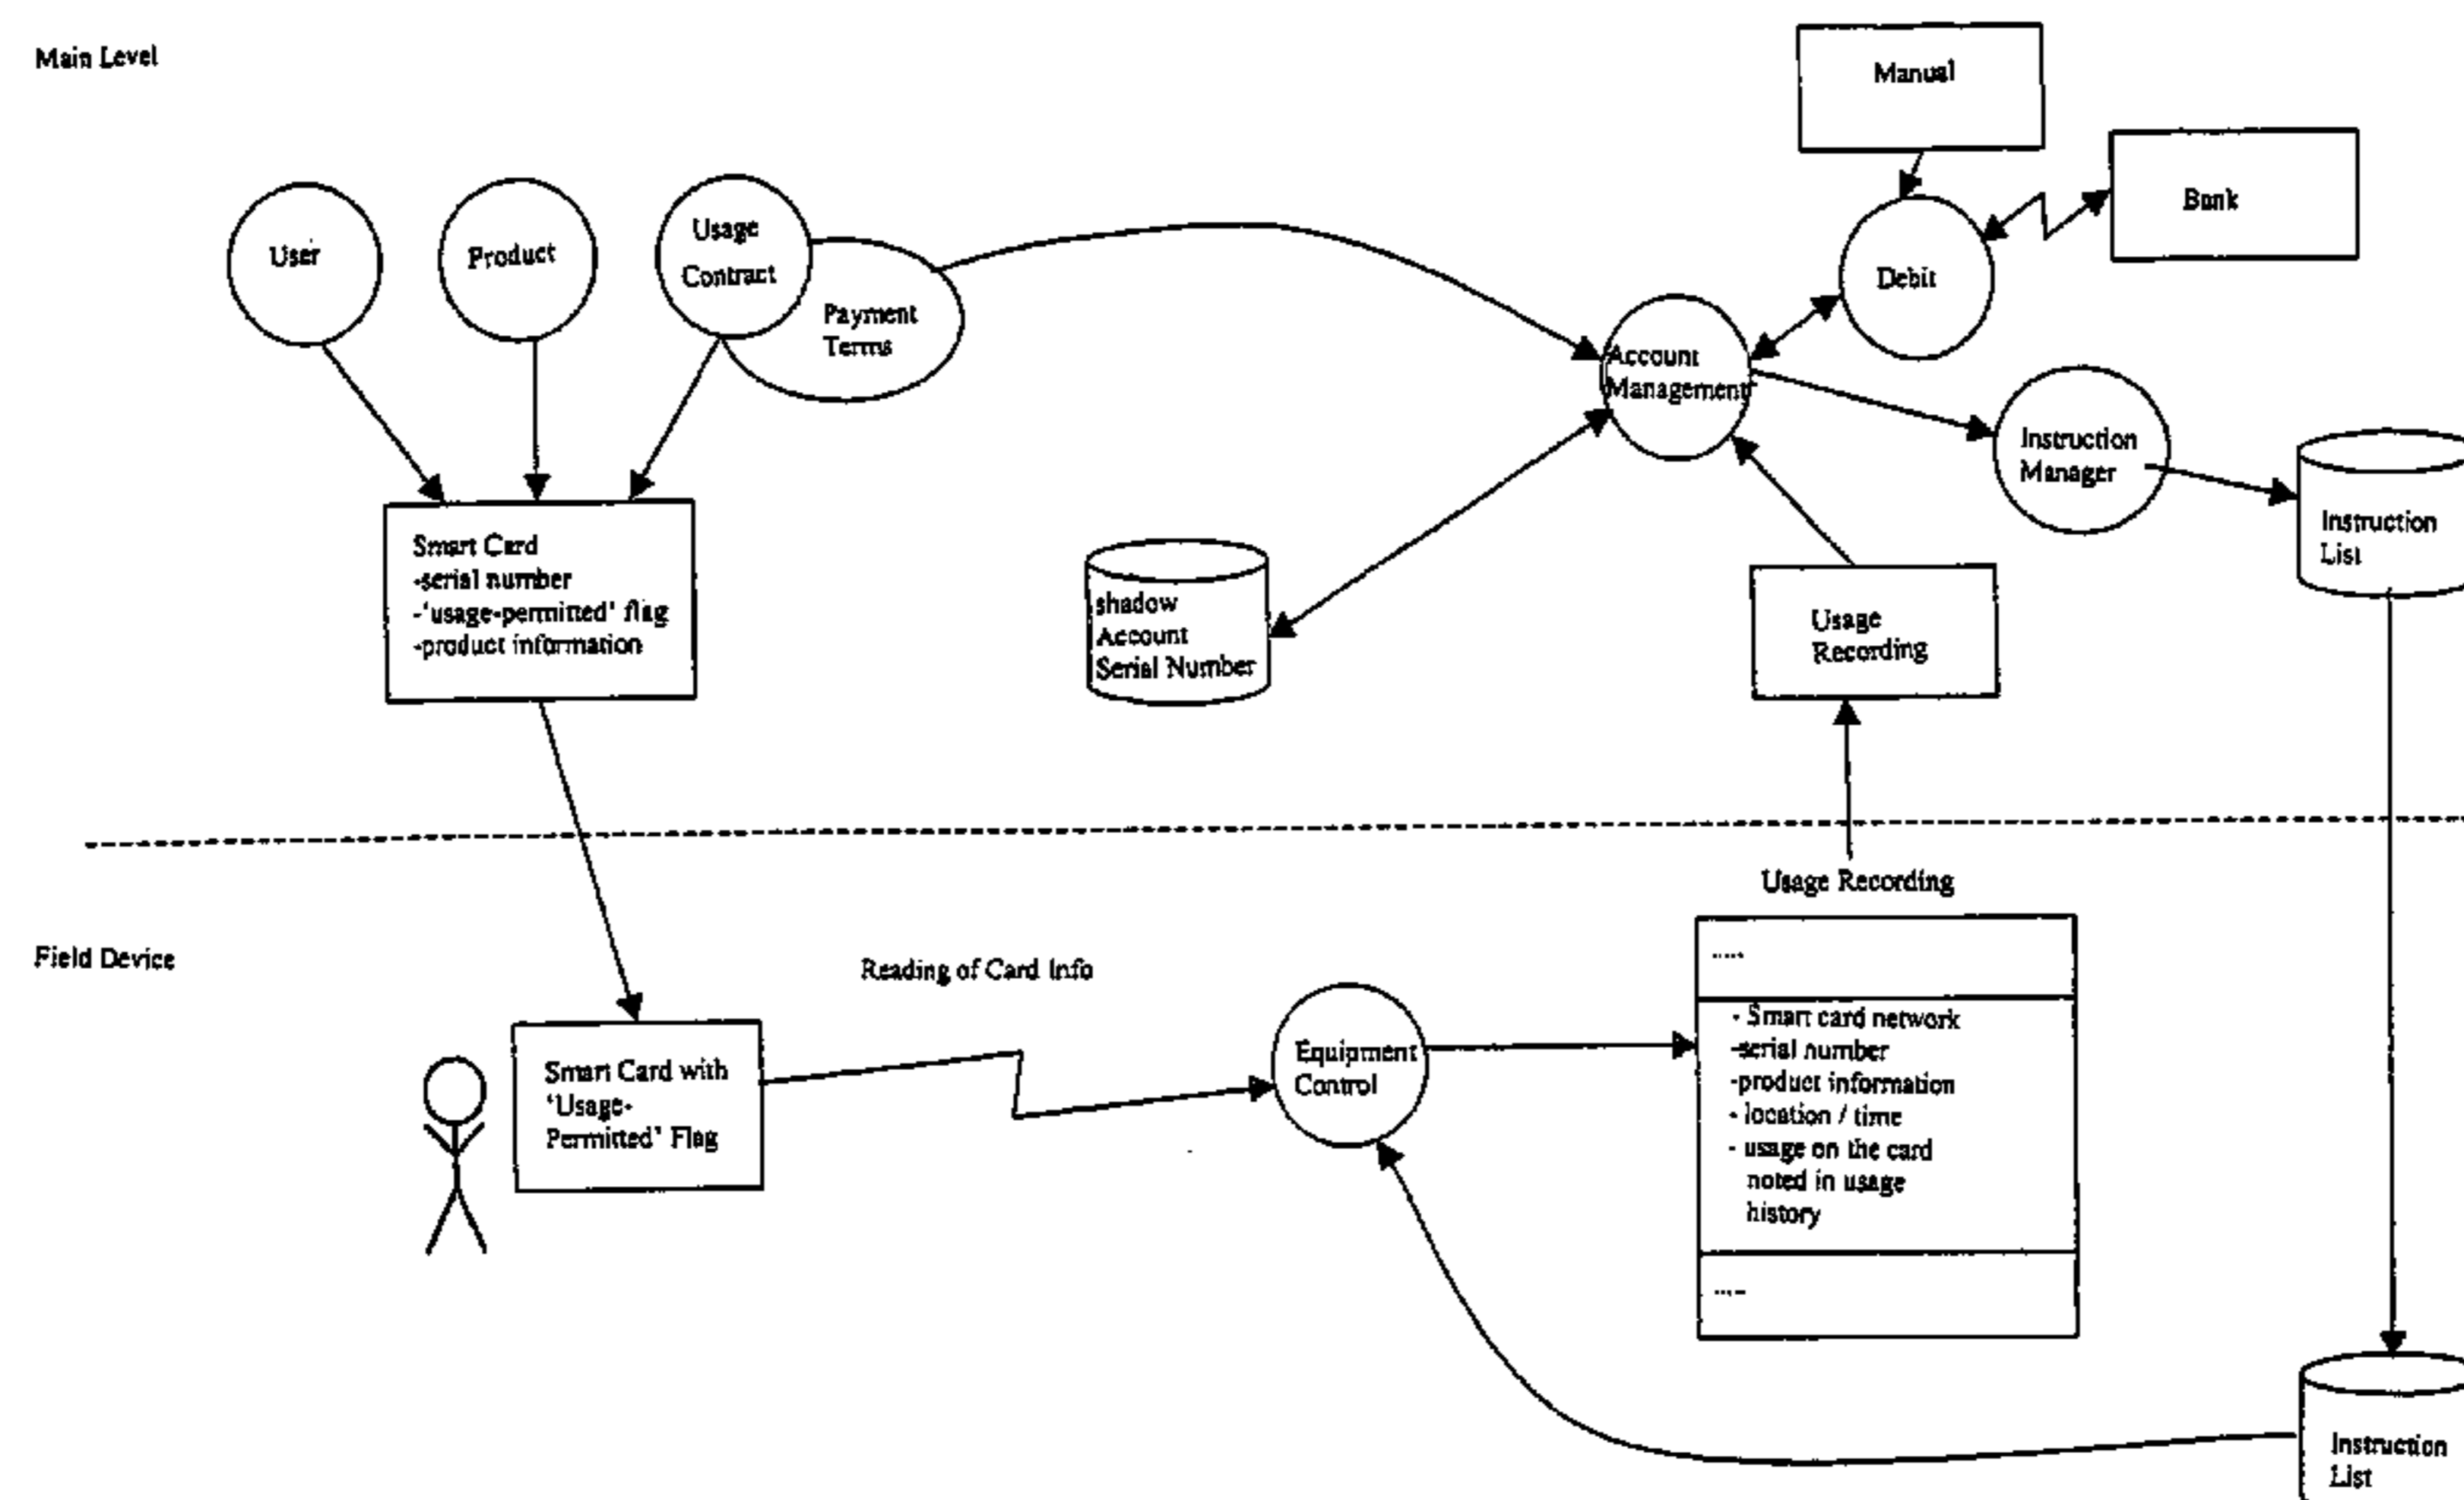 Main Level
Manual
Bank
User
Product
Usage
Contract
Payment
Terms
Debit
Account
Management
Instruction
Manager
Instruction
List
Smart Card
-serial number
-'usage-permitted' flag
-product information
shadow
Account
Serial Number
Usage
Recording
Usage Recording
Field Device
Reading of Card Info
.....
- Smart card network
-serial number
-product information
- location / time
- usage on the card
noted in usage
history
.....
Smart Card with
'Usage-
Permitted' Flag
Equipment
Control
Instruction
List